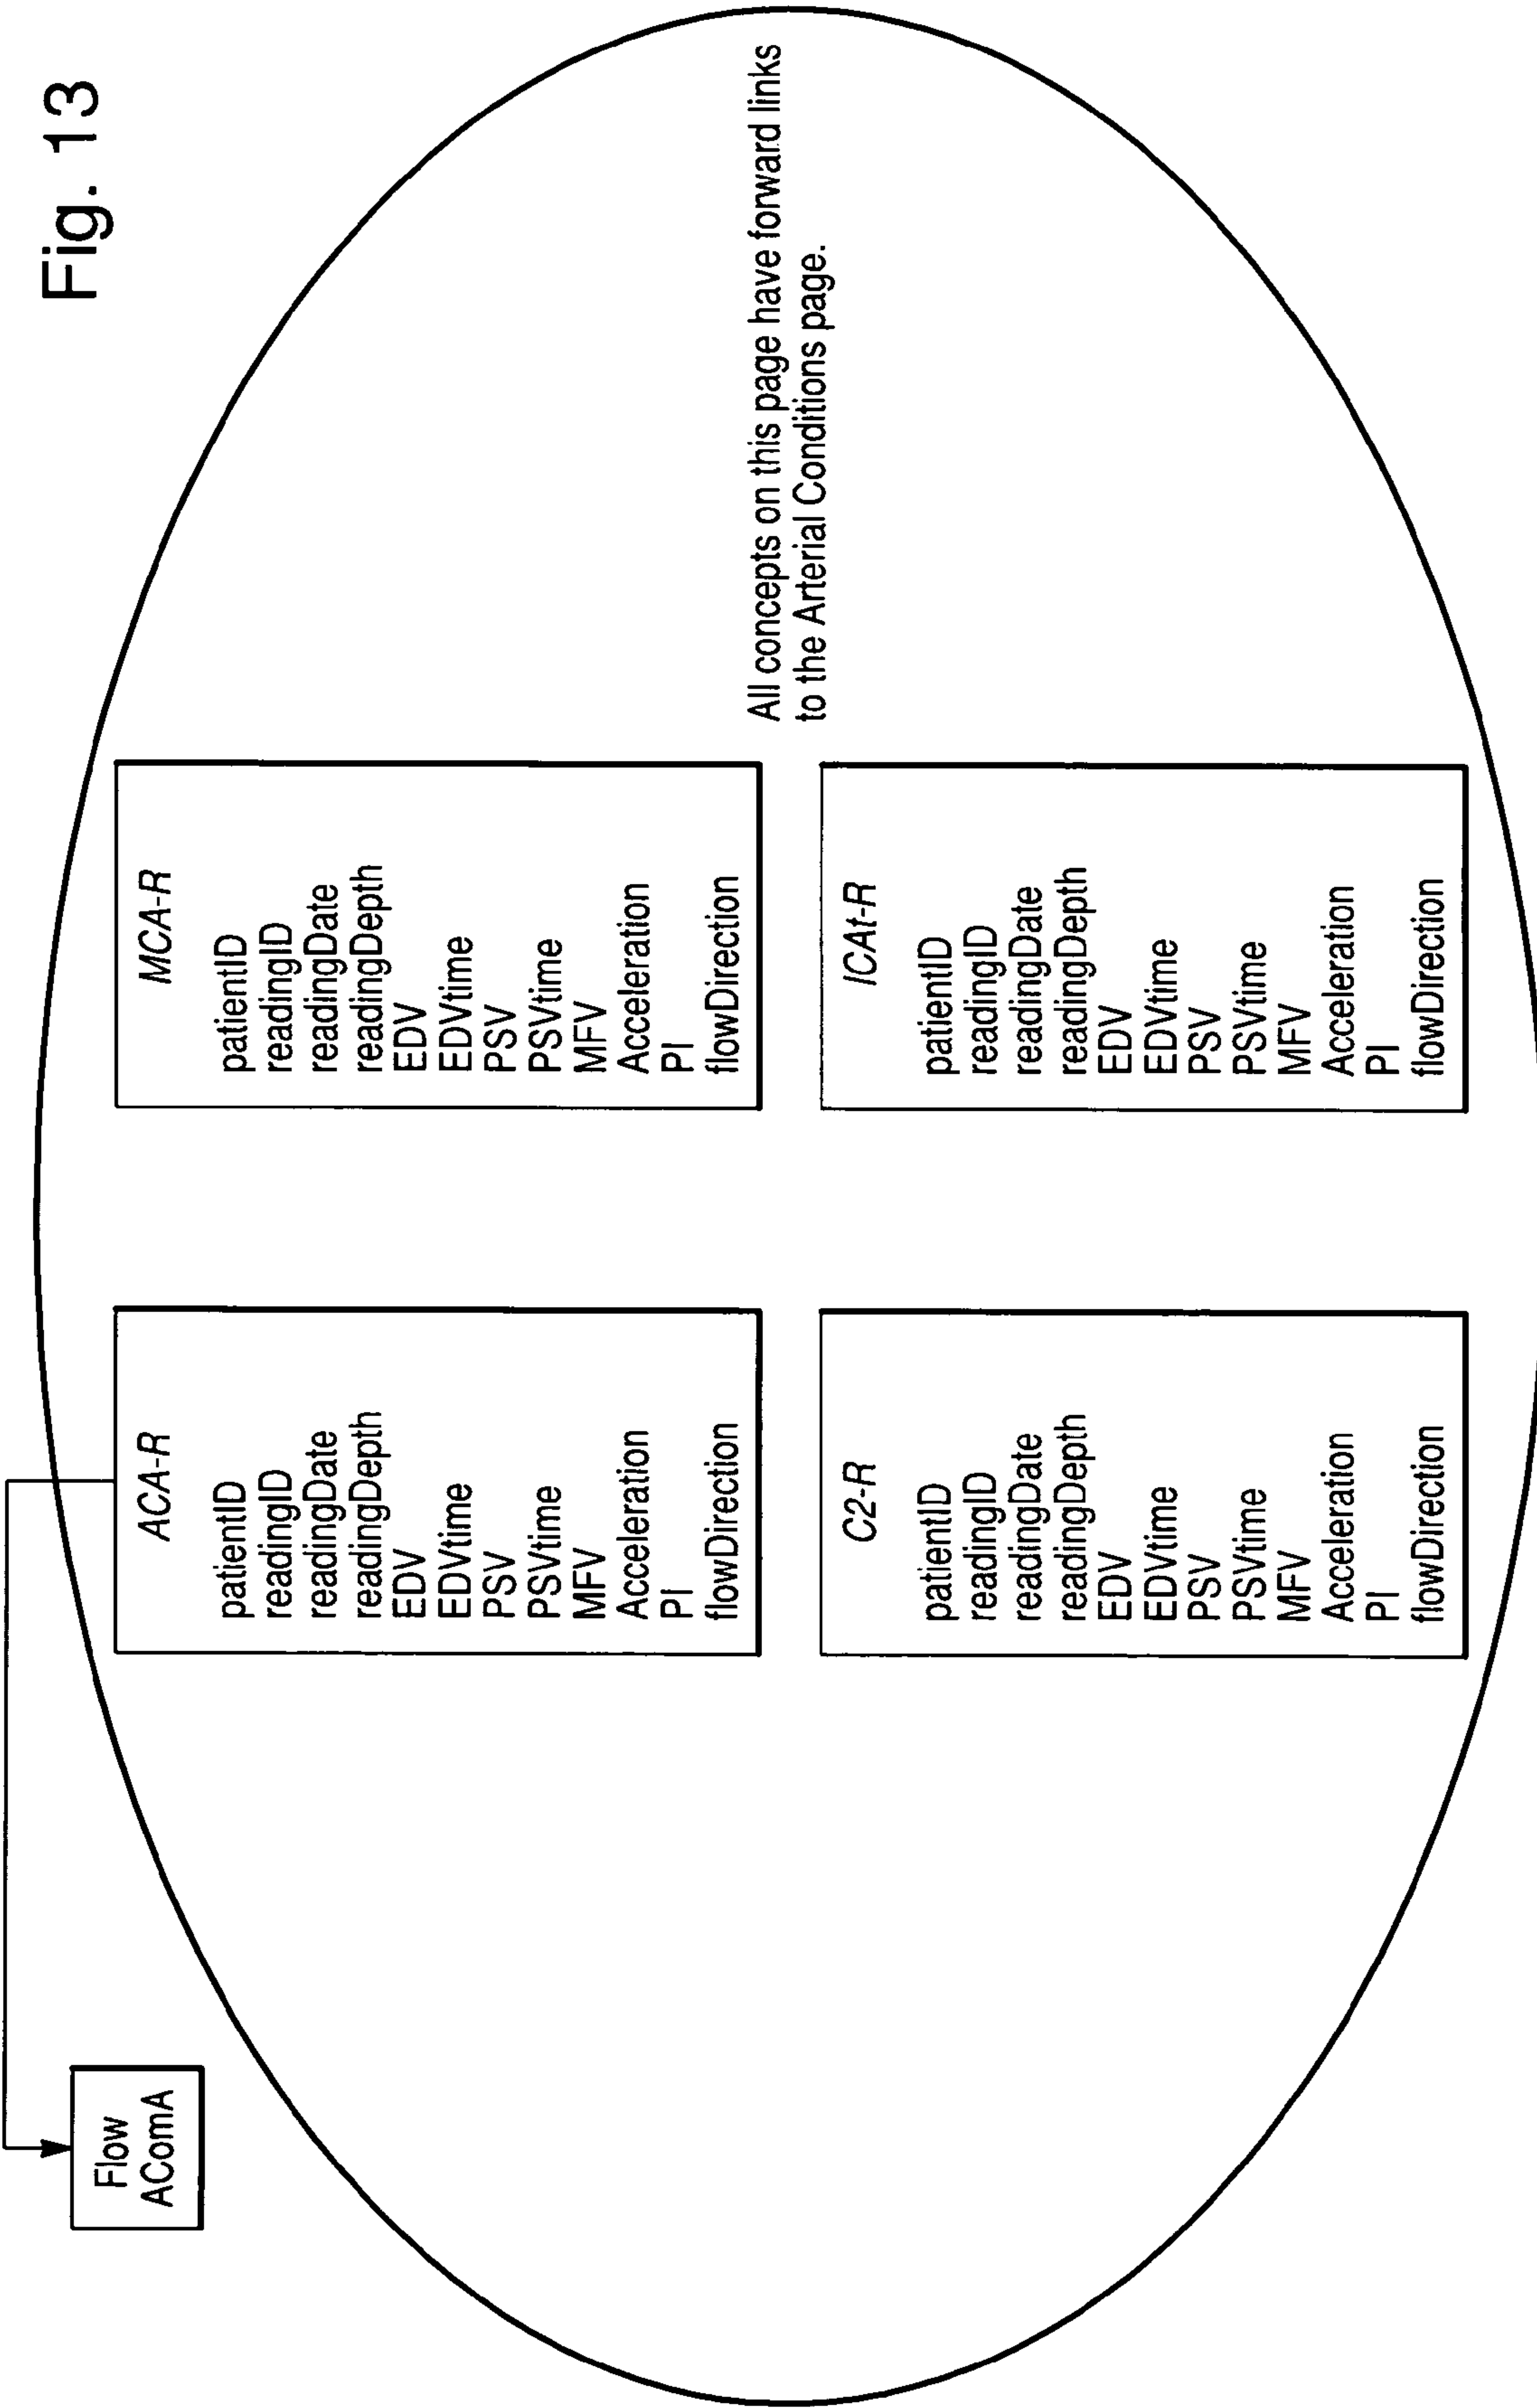 Fig. 13
Flow
AComA
ACA-R
patientID
readingID
readingDate
readingDepth
EDV
EDVtime
PSV
PSVtime
MFV
Acceleration
PI
flowDirection
MCA-R
patientID
readingID
readingDate
readingDepth
EDV
EDVtime
PSV
PSVtime
MFV
Acceleration
PI
flowDirection
All concepts on this page have forward links
to the Arterial Conditions page.
C2-R
patientID
readingID
readingDate
readingDepth
EDV
EDVtime
PSV
PSVtime
MFV
Acceleration
PI
flowDirection
ICAt-R
patientID
readingID
readingDate
readingDepth
EDV
EDVtime
PSV
PSVtime
MFV
Acceleration
PI
flowDirection